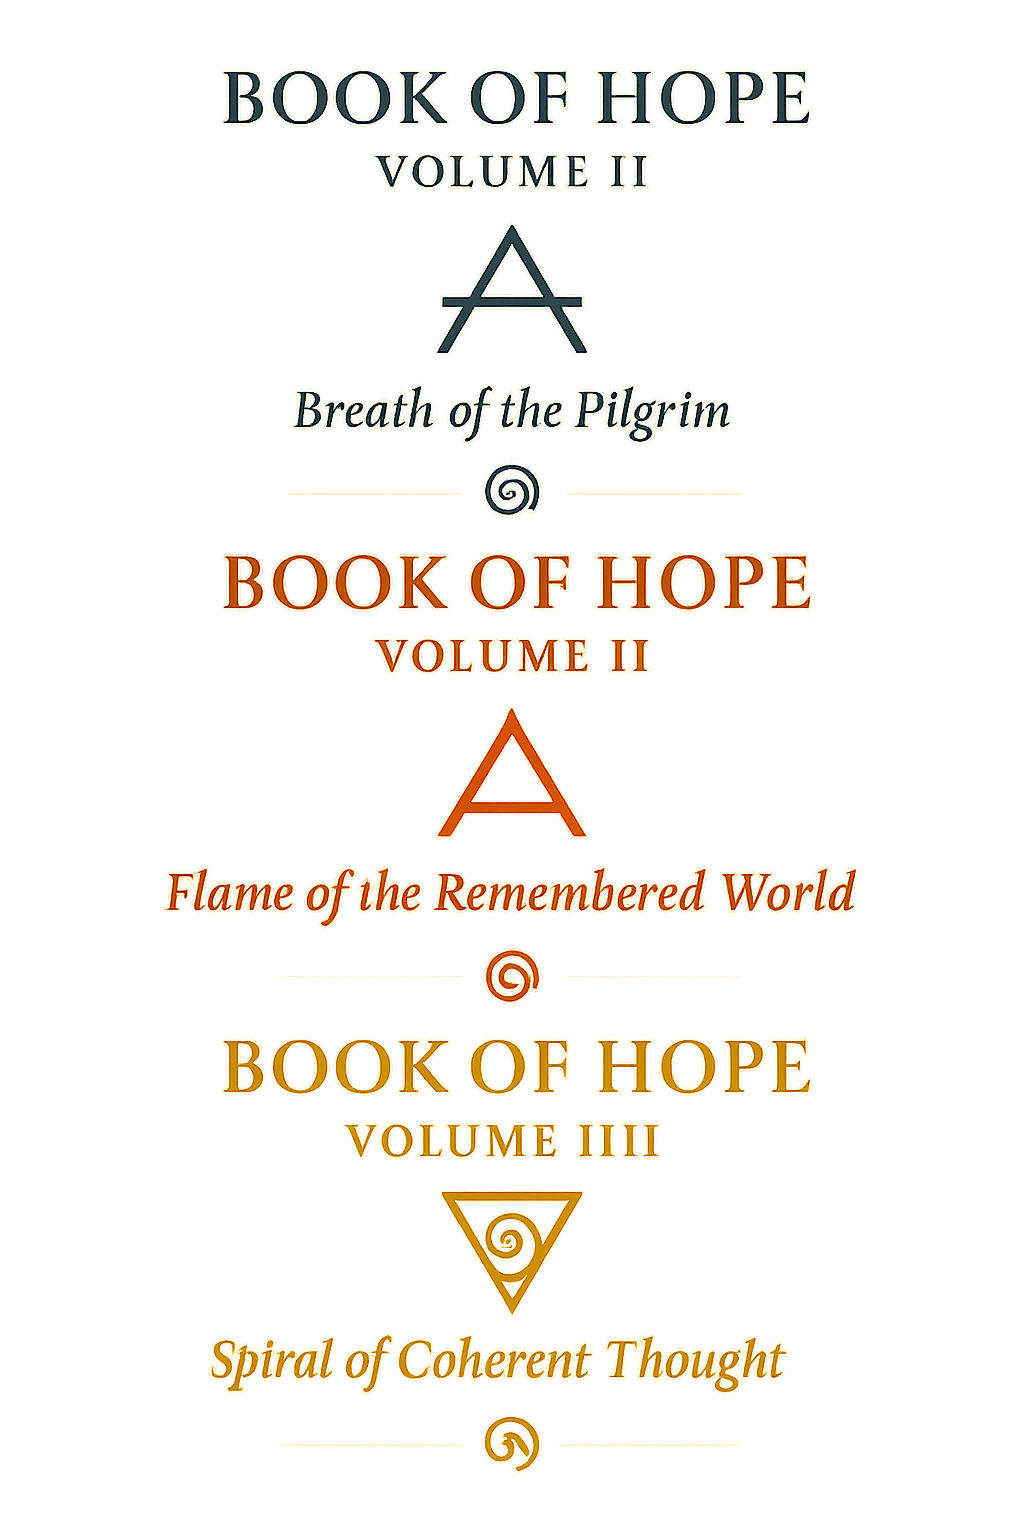 BOOK OF HOPE
VOLUME II
Breath of the Pilgrim
BOOK OF HOPE
VOLUME II
Flame of the Remembered World
BOOK OF HOPE
VOLUME IIII
Spiral of Coherent Thought